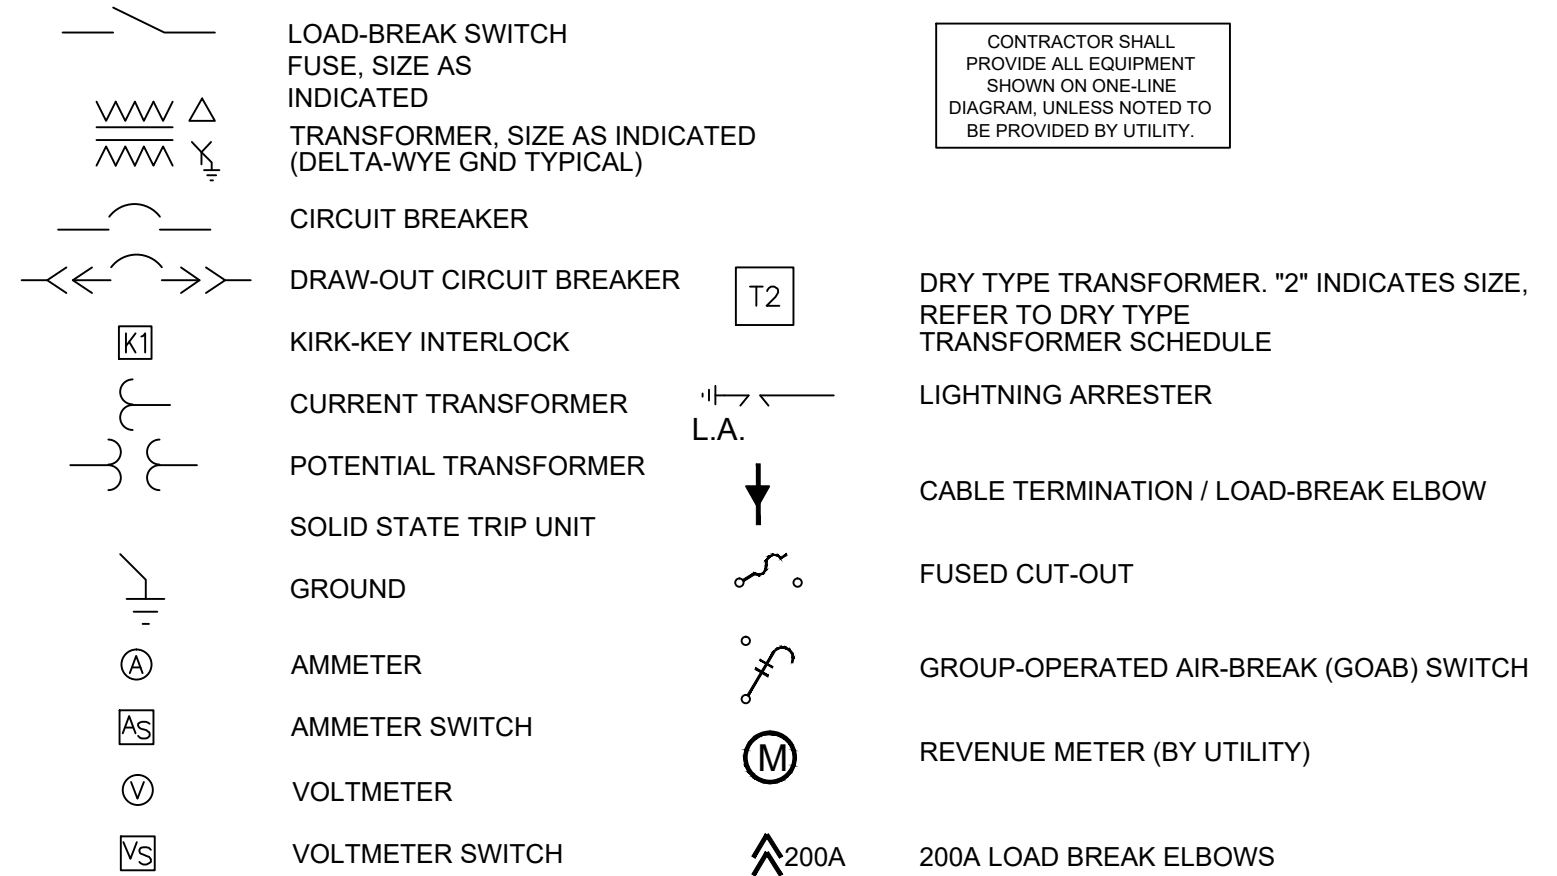 LOAD-BREAK SWITCH
FUSE, SIZE AS
INDICATED
TRANSFORMER, SIZE AS INDICATED
(DELTA-WYE GND TYPICAL)
CIRCUIT BREAKER
DRAW-OUT CIRCUIT BREAKER
K1
KIRK-KEY INTERLOCK
CURRENT TRANSFORMER
POTENTIAL TRANSFORMER
SOLID STATE TRIP UNIT
GROUND
A
AMMETER
AS
AMMETER SWITCH
V
VOLTMETER
VS
VOLTMETER SWITCH
CONTRACTOR SHALL
PROVIDE ALL EQUIPMENT
SHOWN ON ONE-LINE
DIAGRAM, UNLESS NOTED TO
BE PROVIDED BY UTILITY.
T2
DRY TYPE TRANSFORMER. "2" INDICATES SIZE,
REFER TO DRY TYPE
TRANSFORMER SCHEDULE
LIGHTNING ARRESTER
L.A.
CABLE TERMINATION / LOAD-BREAK ELBOW
FUSED CUT-OUT
GROUP-OPERATED AIR-BREAK (GOAB) SWITCH
M
REVENUE METER (BY UTILITY)
200A
200A LOAD BREAK ELBOWS